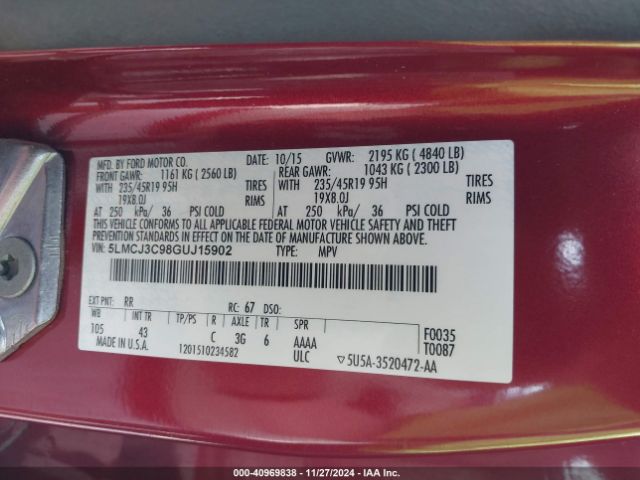 MFD. BY FORD MOTOR CO. DATE: 10/15 GVWR: 2195 KG ( 4840 LB)
FRONT GAWR: 1161 KG ( 2560 LB) REAR GAWR: 1043 KG ( 2300 LB)
WITH 235/45R19 95H TIRES WITH 235/45R19 95H TIRES
19X8.0J RIMS 19X8.0J RIMS
AT 250 kPa/ 36 PSI COLD AT 250 kPa/ 36 PSI COLD
THIS VEHICLE CONFORMS TO ALL APPLICABLE FEDERAL MOTOR VEHICLE SAFETY AND THEFT
PREVENTION STANDARDS IN EFFECT ON THE DATE OF MANUFACTURE SHOWN ABOVE.
VIN: 5LMCJ3C98GUJ15902 TYPE: MPV
EXT PNT: RR RC: 67 DSO:
WB INT TR TP/PS R AXLE TR SPR F0035
105 43 C 3G 6 AAAA T0087
MADE IN U.S.A. 1201510234582 ULC ▽5U5A-3520472-AA
000-40969838 - 11/27/2024 - IAA Inc.